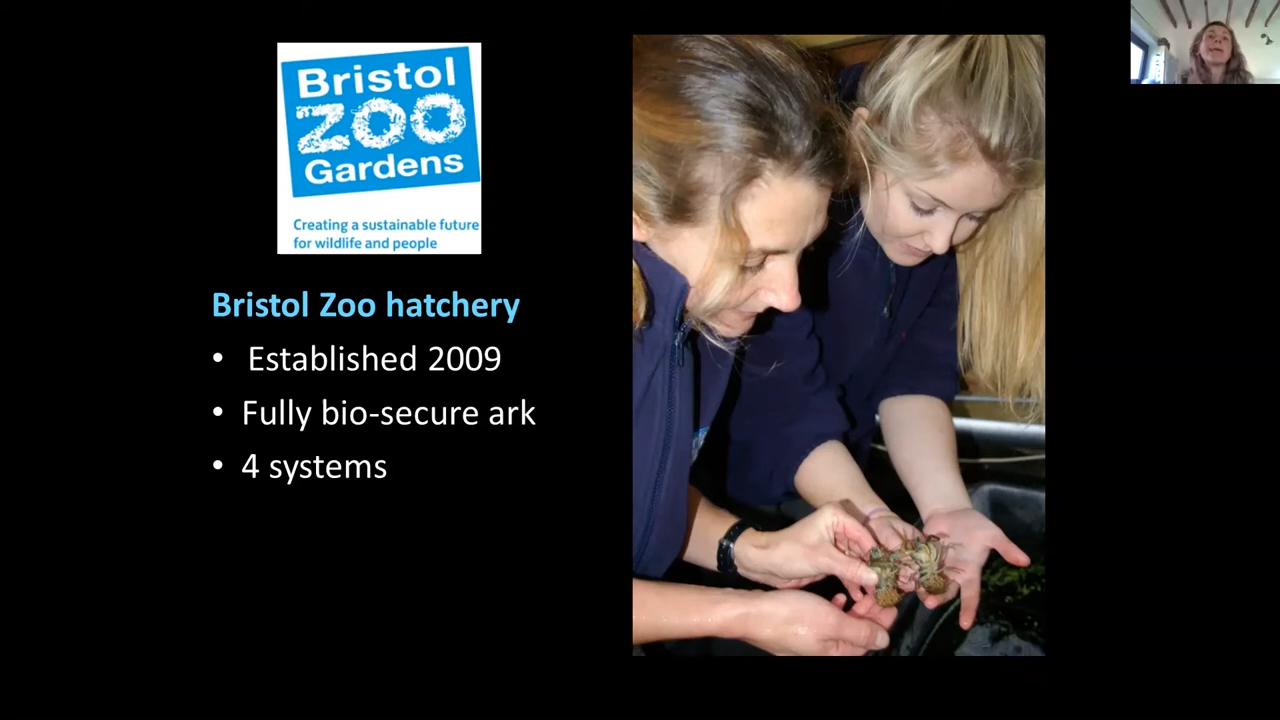 Bristol
ZOO
Gardens
Creating a sustainable future
for wildlife and people
Bristol Zoo hatchery
• Established 2009
• Fully bio-secure ark
• 4 systems